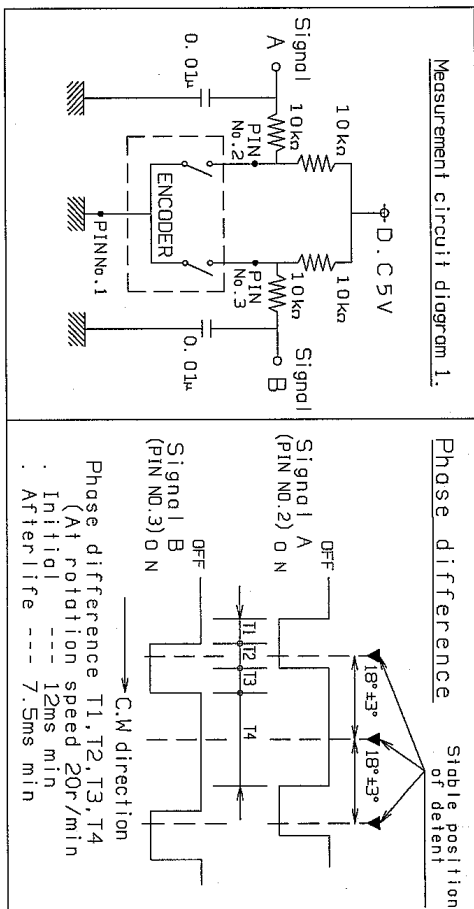 Measurement circuit diagram 1.
D.C5V
10kΩ
10kΩ
Signal
A
10kΩ
PIN
No.2
PIN
No.3
10kΩ
Signal
B
0.01μ
ENCODER
0.01μ
PINNo.1
Phase difference
Stable position
of detent
18°±3°
18°±3°
Signal A
(PIN NO.2)
OFF
ON
T1
T2
T3
T4
Signal B
(PIN NO.3)
OFF
ON
C.W direction
Phase difference T1,T2,T3,T4
(At rotation speed 20r/min
. Initial --- 12ms min
. Afterlife --- 7.5ms min